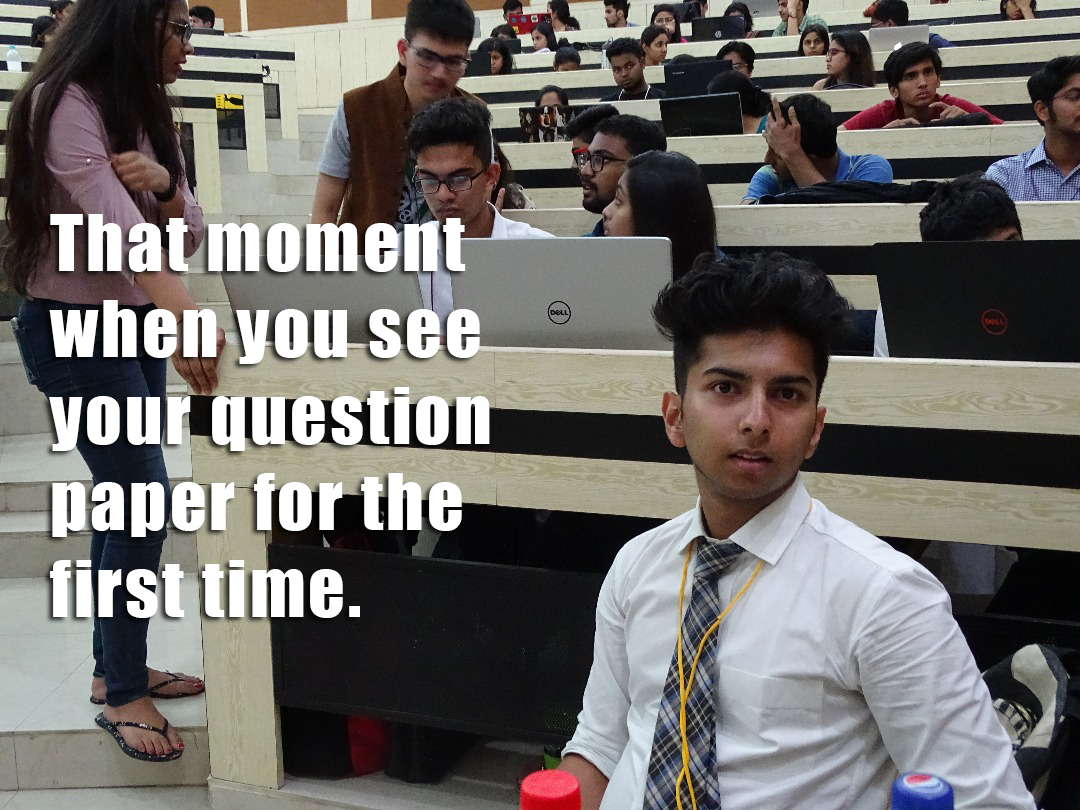 That moment
when you see
your question
paper for the
first time.
DELL
DELL